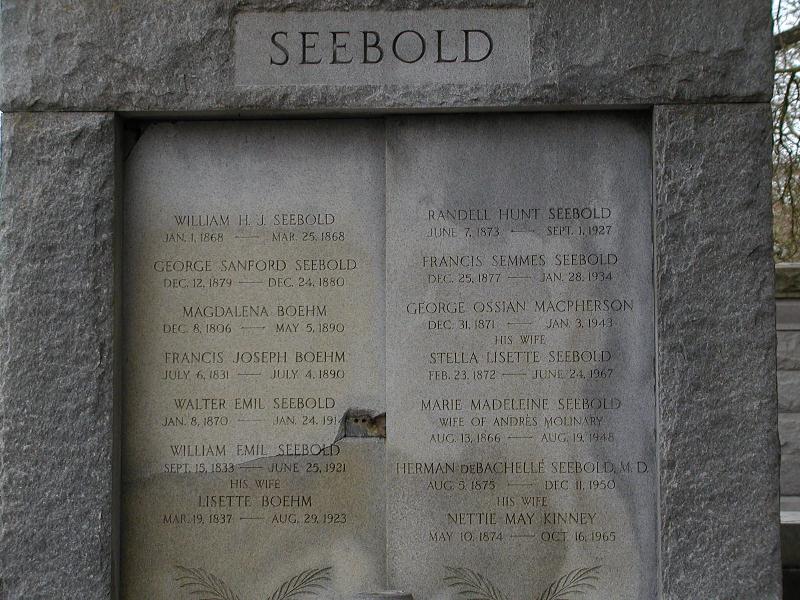 SEEBOLD
WILLIAM H. J. SEEBOLD
JAN. 1, 1868 — MAR. 25, 1868
GEORGE SANFORD SEEBOLD
DEC. 12, 1879 — DEC. 24, 1880
MAGDALENA BOEHM
DEC. 8, 1806 — MAY 5, 1890
FRANCIS JOSEPH BOEHM
JULY 6, 1831 — JULY 4, 1890
WALTER EMIL SEEBOLD
JAN. 8, 1870 — JAN. 24,
WILLIAM EMIL SEEBOLD
SEPT. 15, 1833 — JUNE 25, 1921
HIS WIFE
LISETTE BOEHM
MAR. 19, 1837 — AUG. 29, 1923
RANDELL HUNT SEEBOLD
JUNE 7, 1873 — SEPT. 1, 1927
FRANCIS SEMMES SEEBOLD
DEC. 25, 1877 — JAN. 28, 1934
GEORGE OSSIAN MACPHERSON
DEC. 31, 1871 — JAN. 3, 1943
HIS WIFE
STELLA LISETTE SEEBOLD
FEB. 23, 1872 — JUNE 24, 1967
MARIE MADELEINE SEEBOLD
WIFE OF ANDRÈS MOLINARY
AUG. 13, 1866 — AUG. 19, 1948
HERMAN DEBACHELLÉ SEEBOLD, M. D.
AUG. 5, 1875 — DEC. 11, 1950
HIS WIFE
NETTIE MAY KINNEY
MAY 10, 1874 — OCT. 16, 1965